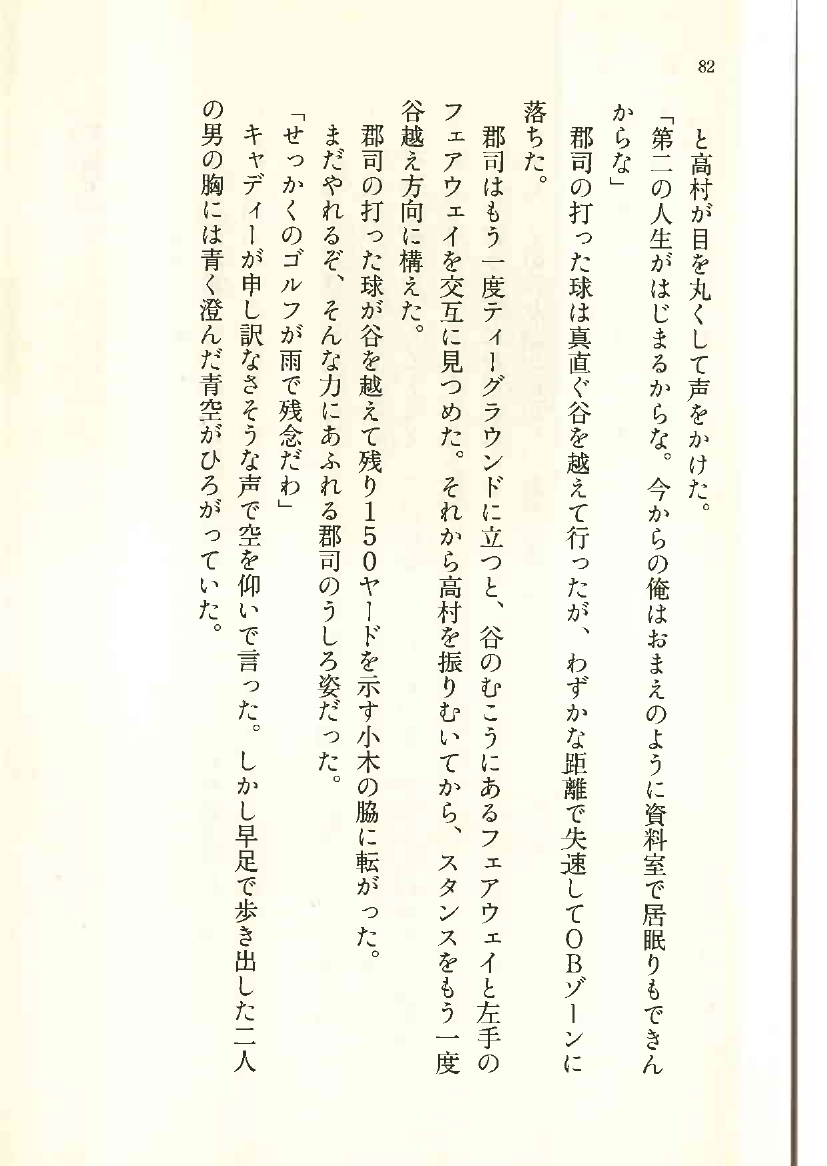 82
と高村が目を丸くして声をかけた。
「第二の人生がはじまるからな。今からの俺はおまえのように資料室で居眠りもできん
からな」
郡司の打った球は真直ぐ谷を越えて行ったが、わずかな距離で失速してＯＢゾーンに
落ちた。
郡司はもう一度ティーグラウンドに立つと、谷のむこうにあるフェアウェイと左手の
フェアウェイを交互に見つめた。それから高村を振りむいてから、スタンスをもう一度
谷越え方向に構えた。
郡司の打った球が谷を越えて残り１５０ヤードを示す小木の脇に転がった。
まだやれるぞ、そんな力にあふれる郡司のうしろ姿だった。
「せっかくのゴルフが雨で残念だわ」
キャディーが申し訳なさそうな声で空を仰いで言った。しかし早足で歩き出した二人
の男の胸には青く澄んだ青空がひろがっていた。